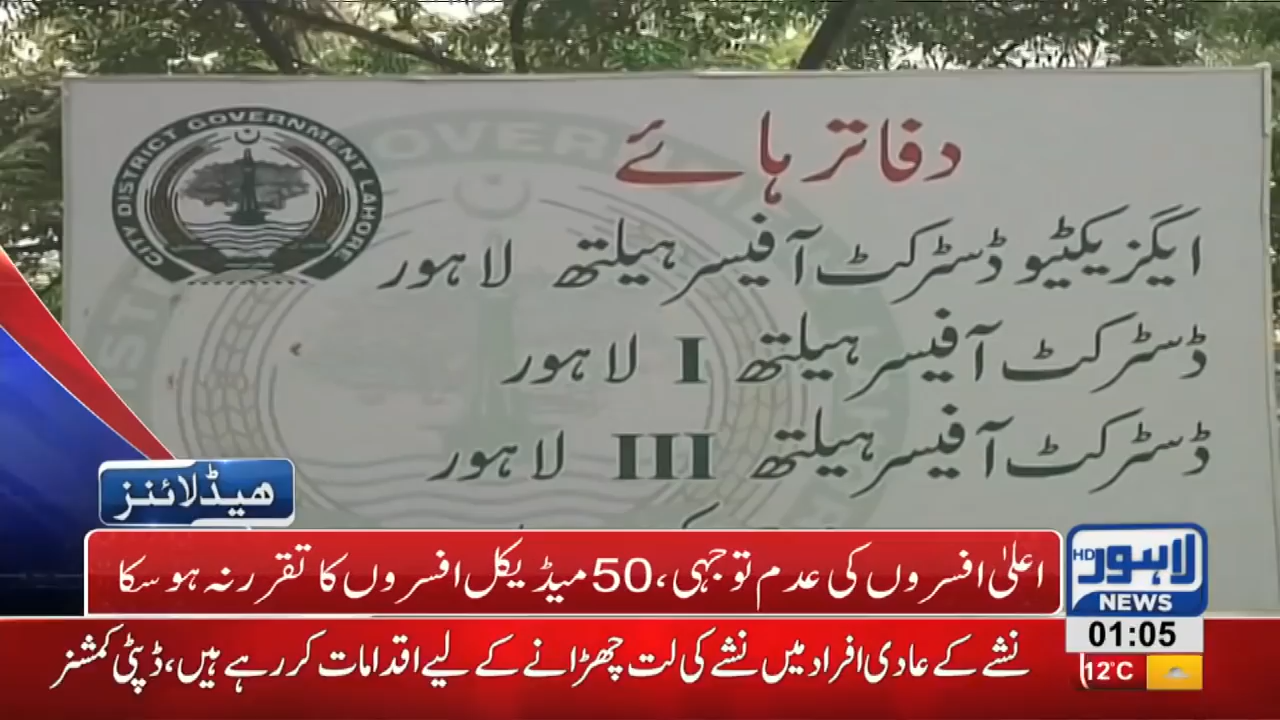 CITY DISTRICT GOVERNMENT LAHORE
دفاتر ہائے
ایگزیکٹیو ڈسٹرکٹ آفیسر ہیلتھ لاہور
ڈسٹرکٹ آفیسر ہیلتھ I لاہور
ڈسٹرکٹ آفیسر ہیلتھ III لاہور
ہیڈلائنز
اعلیٰ افسروں کی عدم توجہی، 50 میڈیکل افسروں کا تقرر نہ ہو سکا
HD لاہور
NEWS
01:05
نشے کے عادی افراد میں نشے کی لت چھڑانے کے لیے اقدامات کر رہے ہیں، ڈپٹی کمشنر
12°C